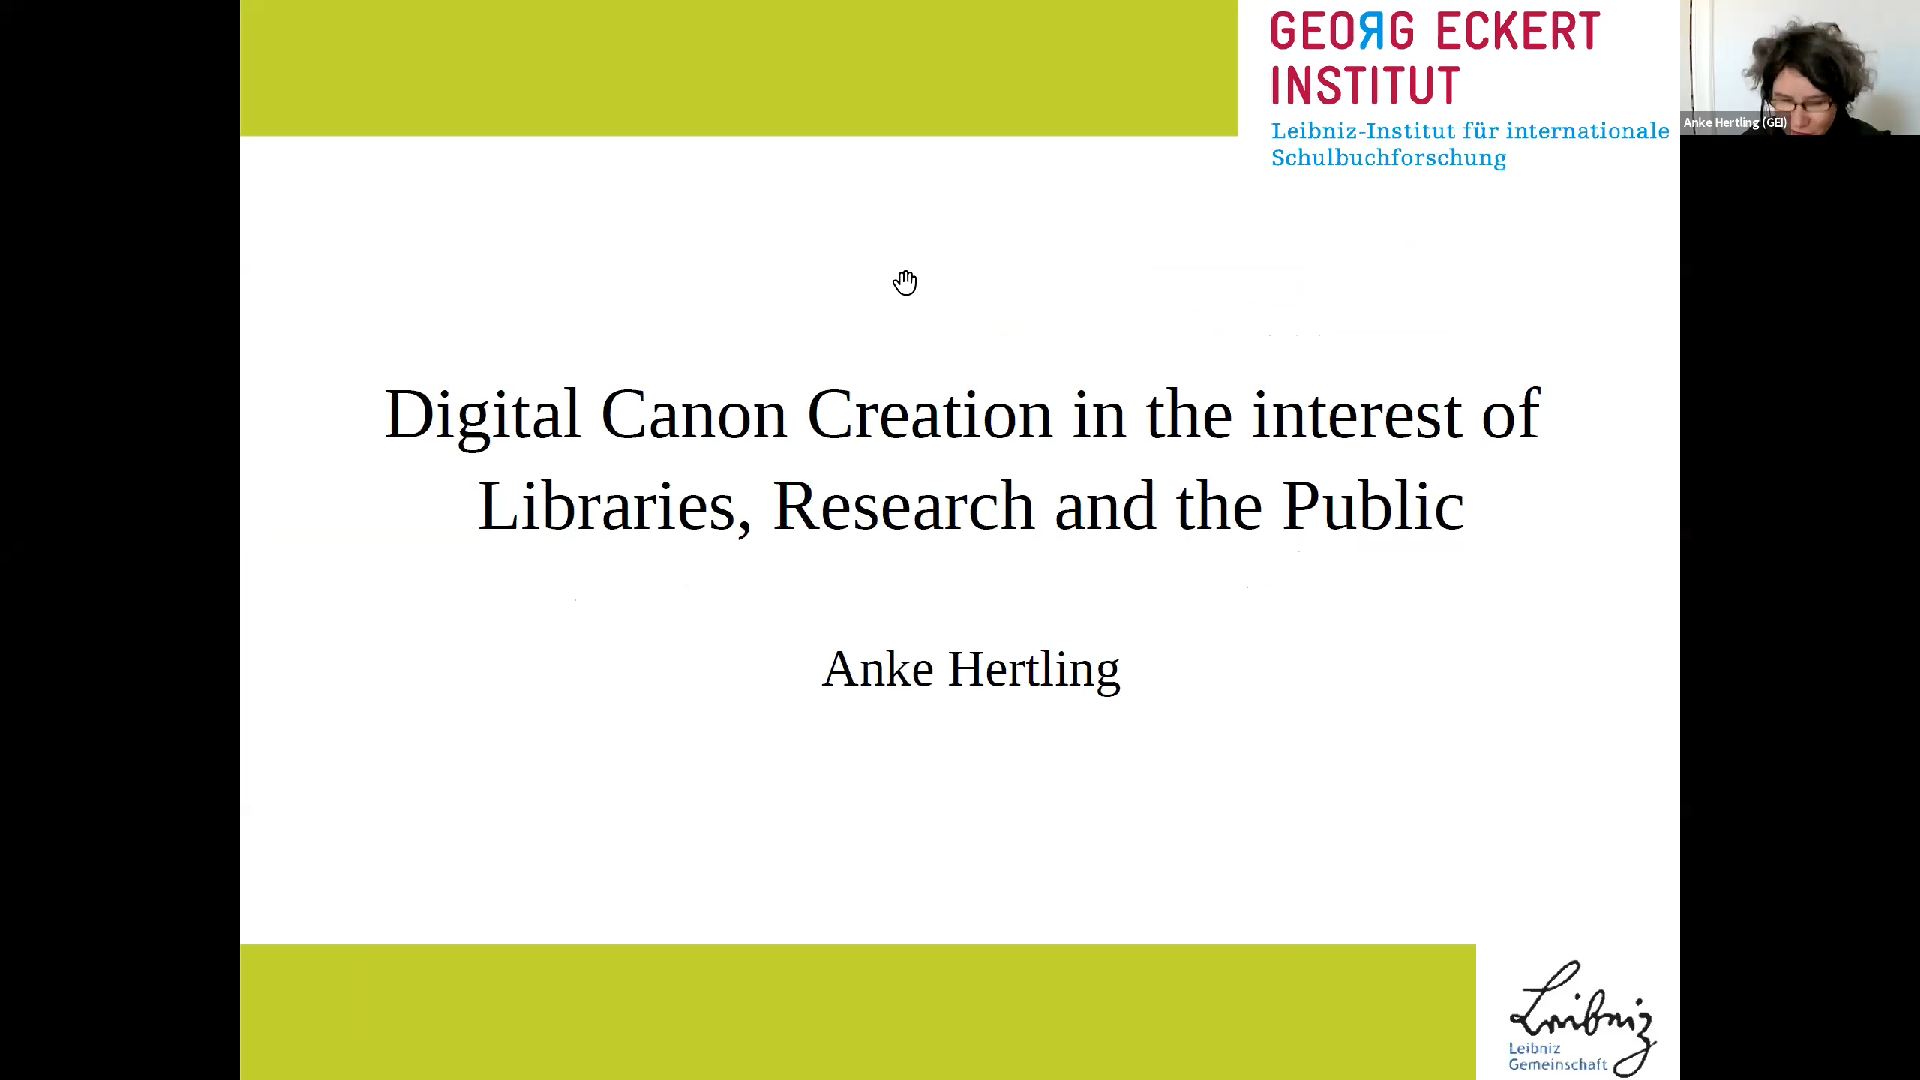 GEORG ECKERT
INSTITUT
Leibniz-Institut für internationale
Schulbuchforschung
Anke Hertling (GEI)
Digital Canon Creation in the interest of
Libraries, Research and the Public
Anke Hertling
Leibniz
Leibniz
Gemeinschaft